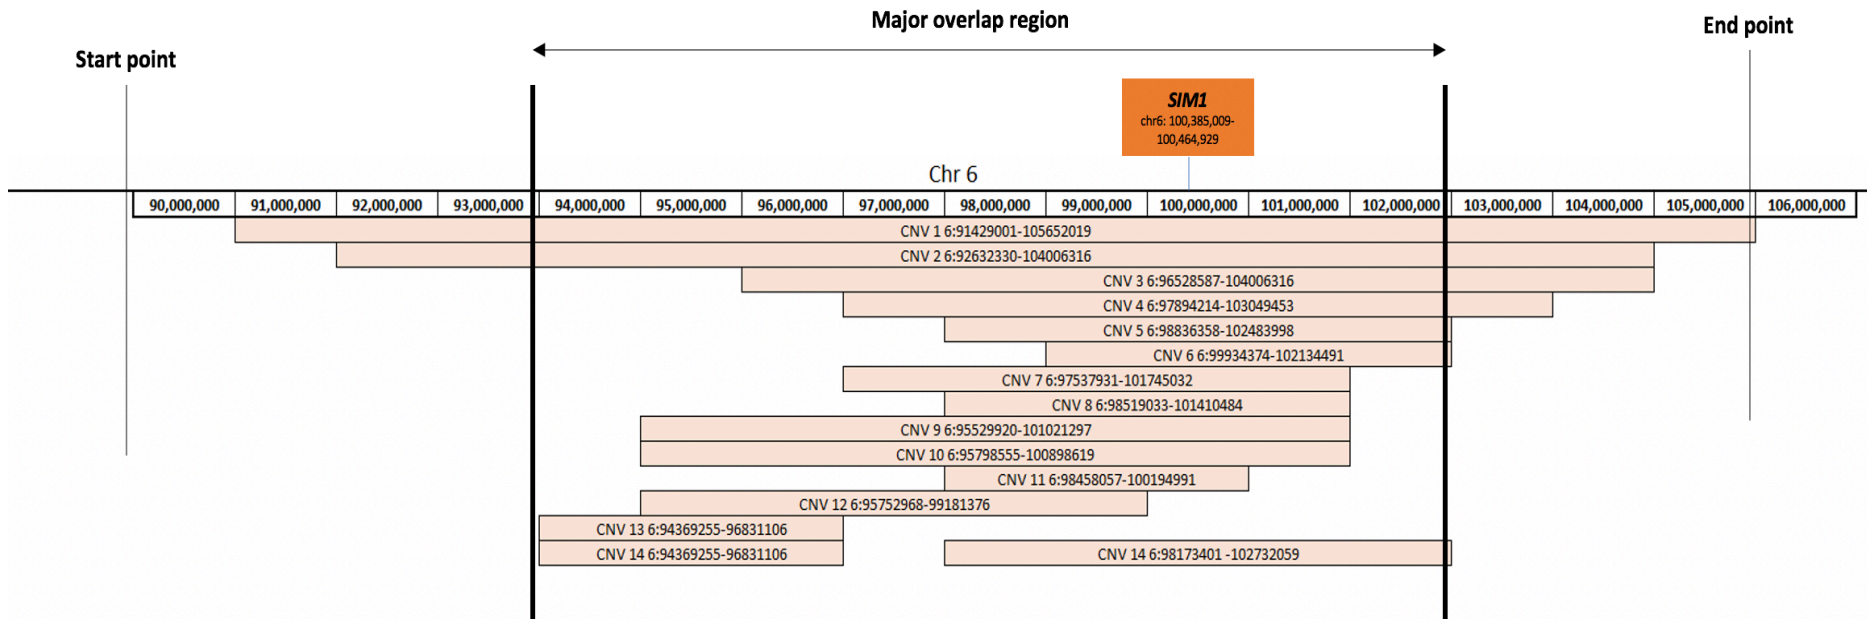 Major overlap region
End point
Start point
SIM1
chr6: 100,385,009-
100,464,929
Chr 6
90,000,000 91,000,000 92,000,000 93,000,000 94,000,000 95,000,000 96,000,000 97,000,000 98,000,000 99,000,000 100,000,000 101,000,000 102,000,000 103,000,000 104,000,000 105,000,000 106,000,000
CNV 1 6:91429001-105652019
CNV 2 6:92632330-104006316
CNV 3 6:96528587-104006316
CNV 4 6:97894214-103049453
CNV 5 6:98836358-102483998
CNV 6 6:99934374-102134491
CNV 7 6:97537931-101745032
CNV 8 6:98519033-101410484
CNV 9 6:95529920-101021297
CNV 10 6:95798555-100898619
CNV 11 6:98458057-100194991
CNV 12 6:95752968-99181376
CNV 13 6:94369255-96831106
CNV 14 6:94369255-96831106 CNV 14 6:98173401 -102732059